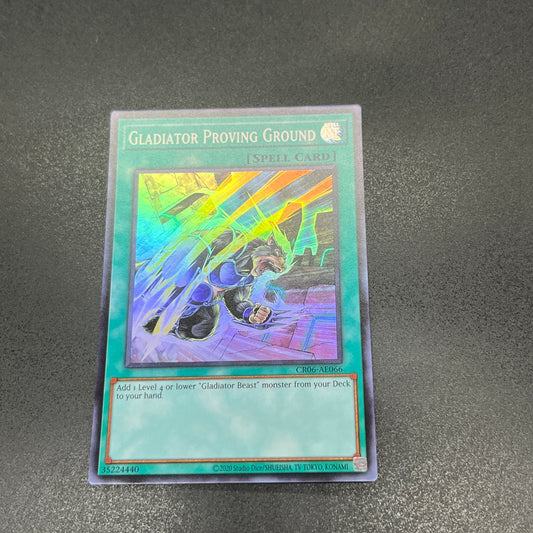 GLADIATOR PROVING GROUND
SPELL
[SPELL CARD]
CR06-AE066
Add 1 Level 4 or lower "Gladiator Beast" monster from your Deck
to your hand.
35224440
©2020 Studio Dice/SHUEISHA, TV TOKYO, KONAMI